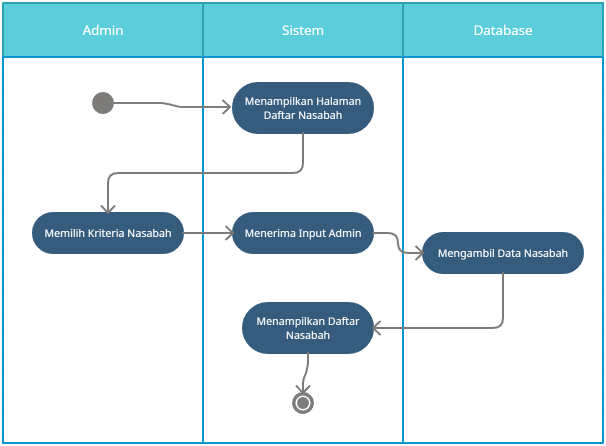 Admin
Sistem
Database
Menampilkan Halaman
Daftar Nasabah
Memilih Kriteria Nasabah
Menerima Input Admin
Mengambil Data Nasabah
Menampilkan Daftar
Nasabah